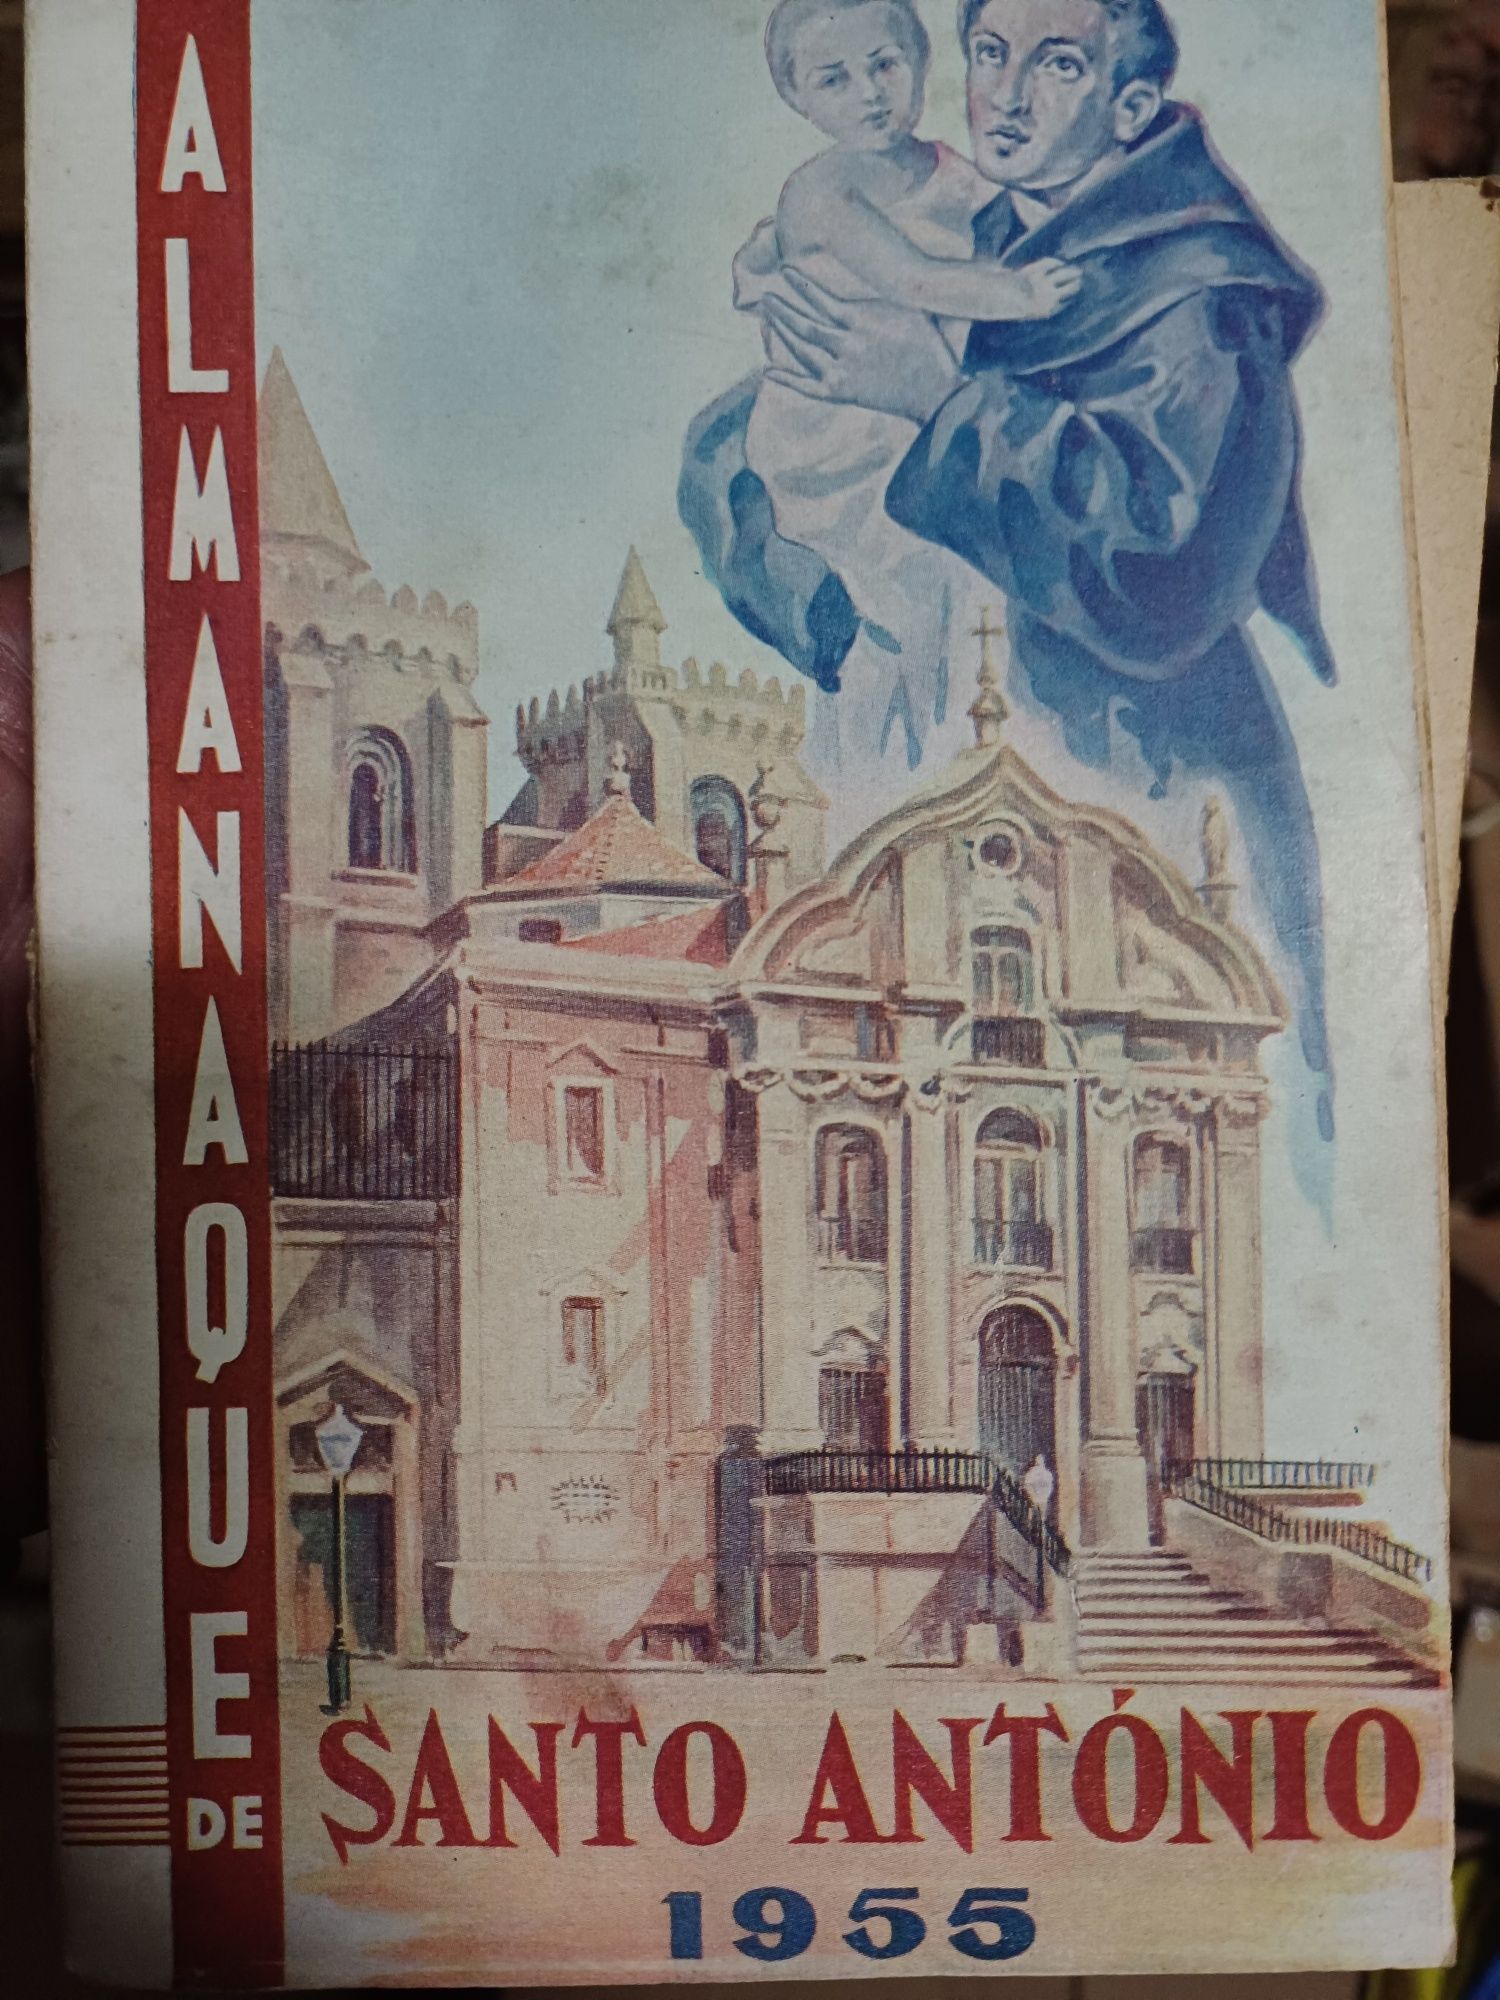 ALMANAQUE
DE
SANTO ANTÓNIO
1955